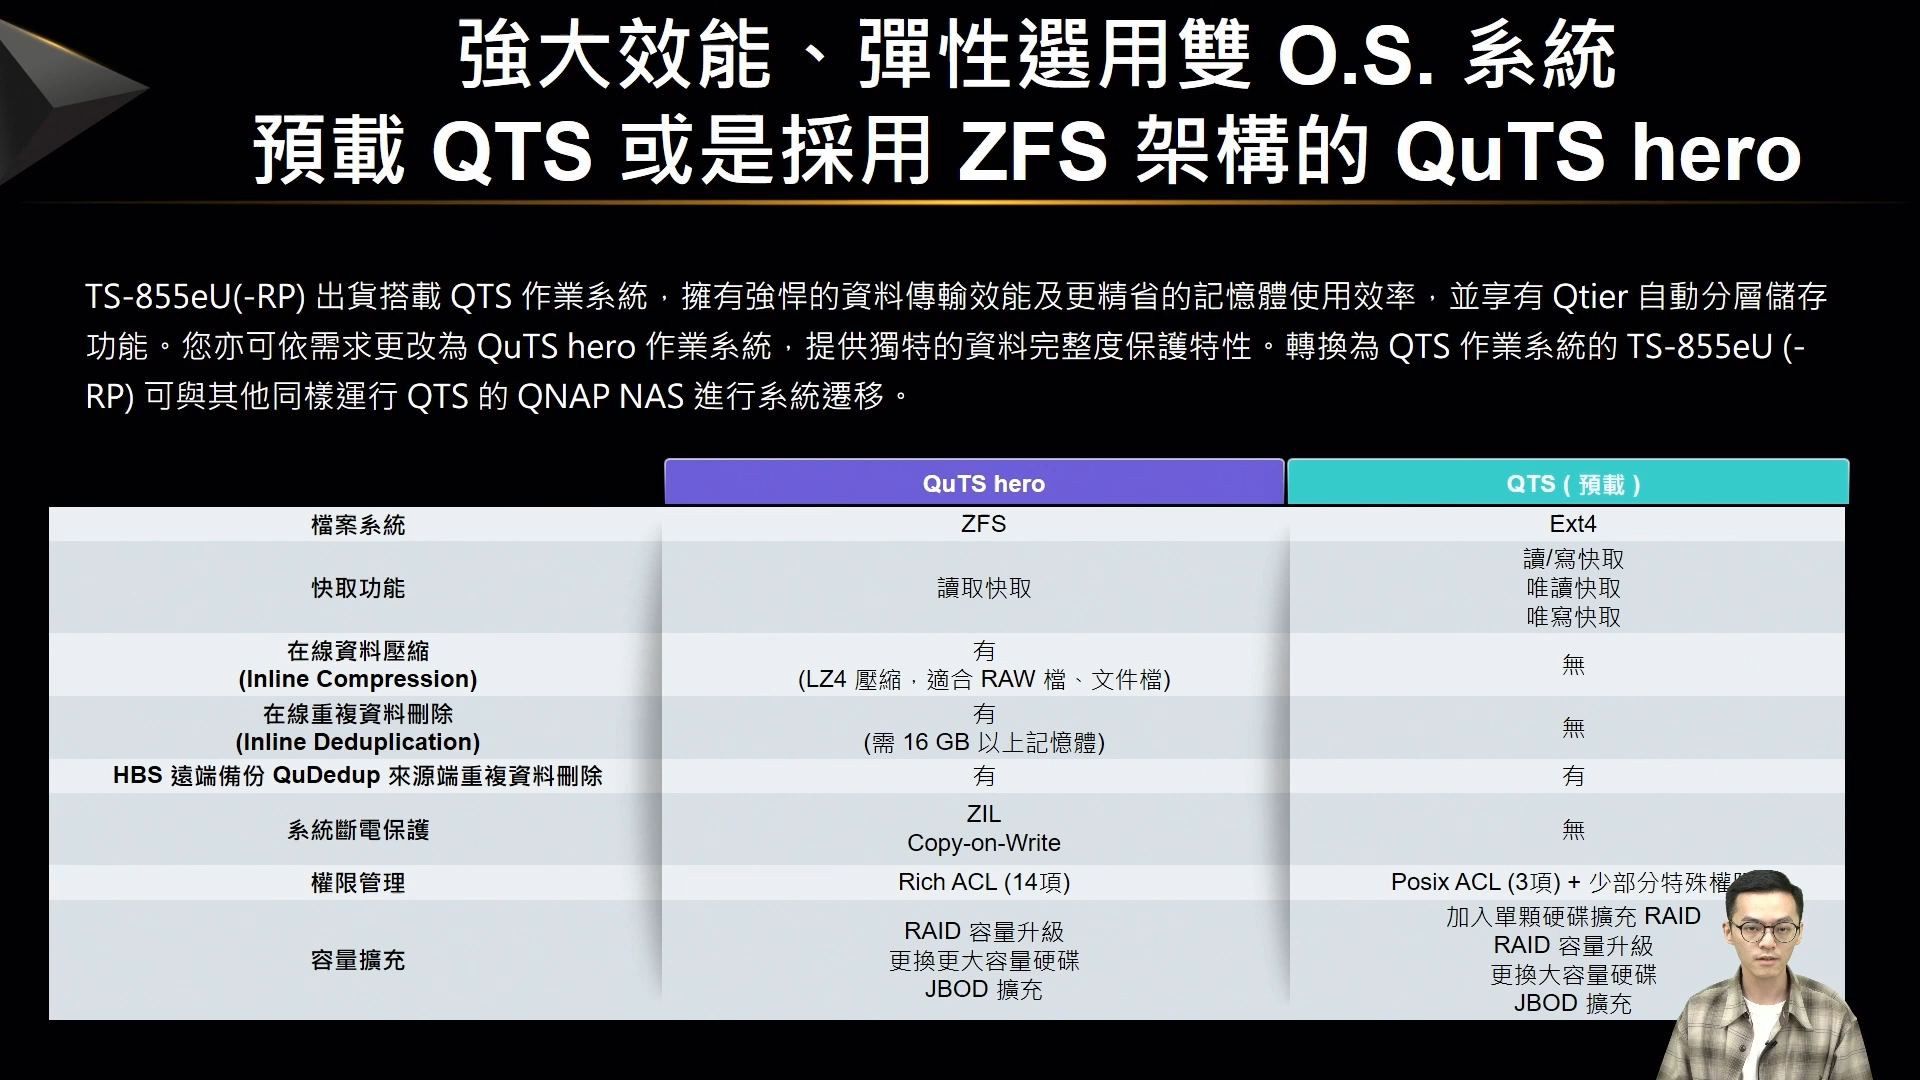 強大效能、彈性選用雙 O.S. 系統
預載 QTS 或是採用 ZFS 架構的 QuTS hero
TS-855eU(-RP) 出貨搭載 QTS 作業系統，擁有強悍的資料傳輸效能及更精省的記憶體使用效率，並享有 Qtier 自動分層儲存
功能。您亦可依需求更改為 QuTS hero 作業系統，提供獨特的資料完整度保護特性。轉換為 QTS 作業系統的 TS-855eU (-
RP) 可與其他同樣運行 QTS 的 QNAP NAS 進行系統遷移。
QuTS hero
QTS ( 預載 )
檔案系統
ZFS
Ext4
快取功能
讀取快取
讀/寫快取
唯讀快取
唯寫快取
在線資料壓縮
(Inline Compression)
有
(LZ4 壓縮，適合 RAW 檔、文件檔)
無
在線重複資料刪除
(Inline Deduplication)
有
(需 16 GB 以上記憶體)
無
HBS 遠端備份 QuDedup 來源端重複資料刪除
有
有
系統斷電保護
ZIL
Copy-on-Write
無
權限管理
Rich ACL (14項)
Posix ACL (3項) + 少部分特殊權
容量擴充
RAID 容量升級
更換更大容量硬碟
JBOD 擴充
加入單顆硬碟擴充 RAID
RAID 容量升級
更換大容量硬碟
JBOD 擴充